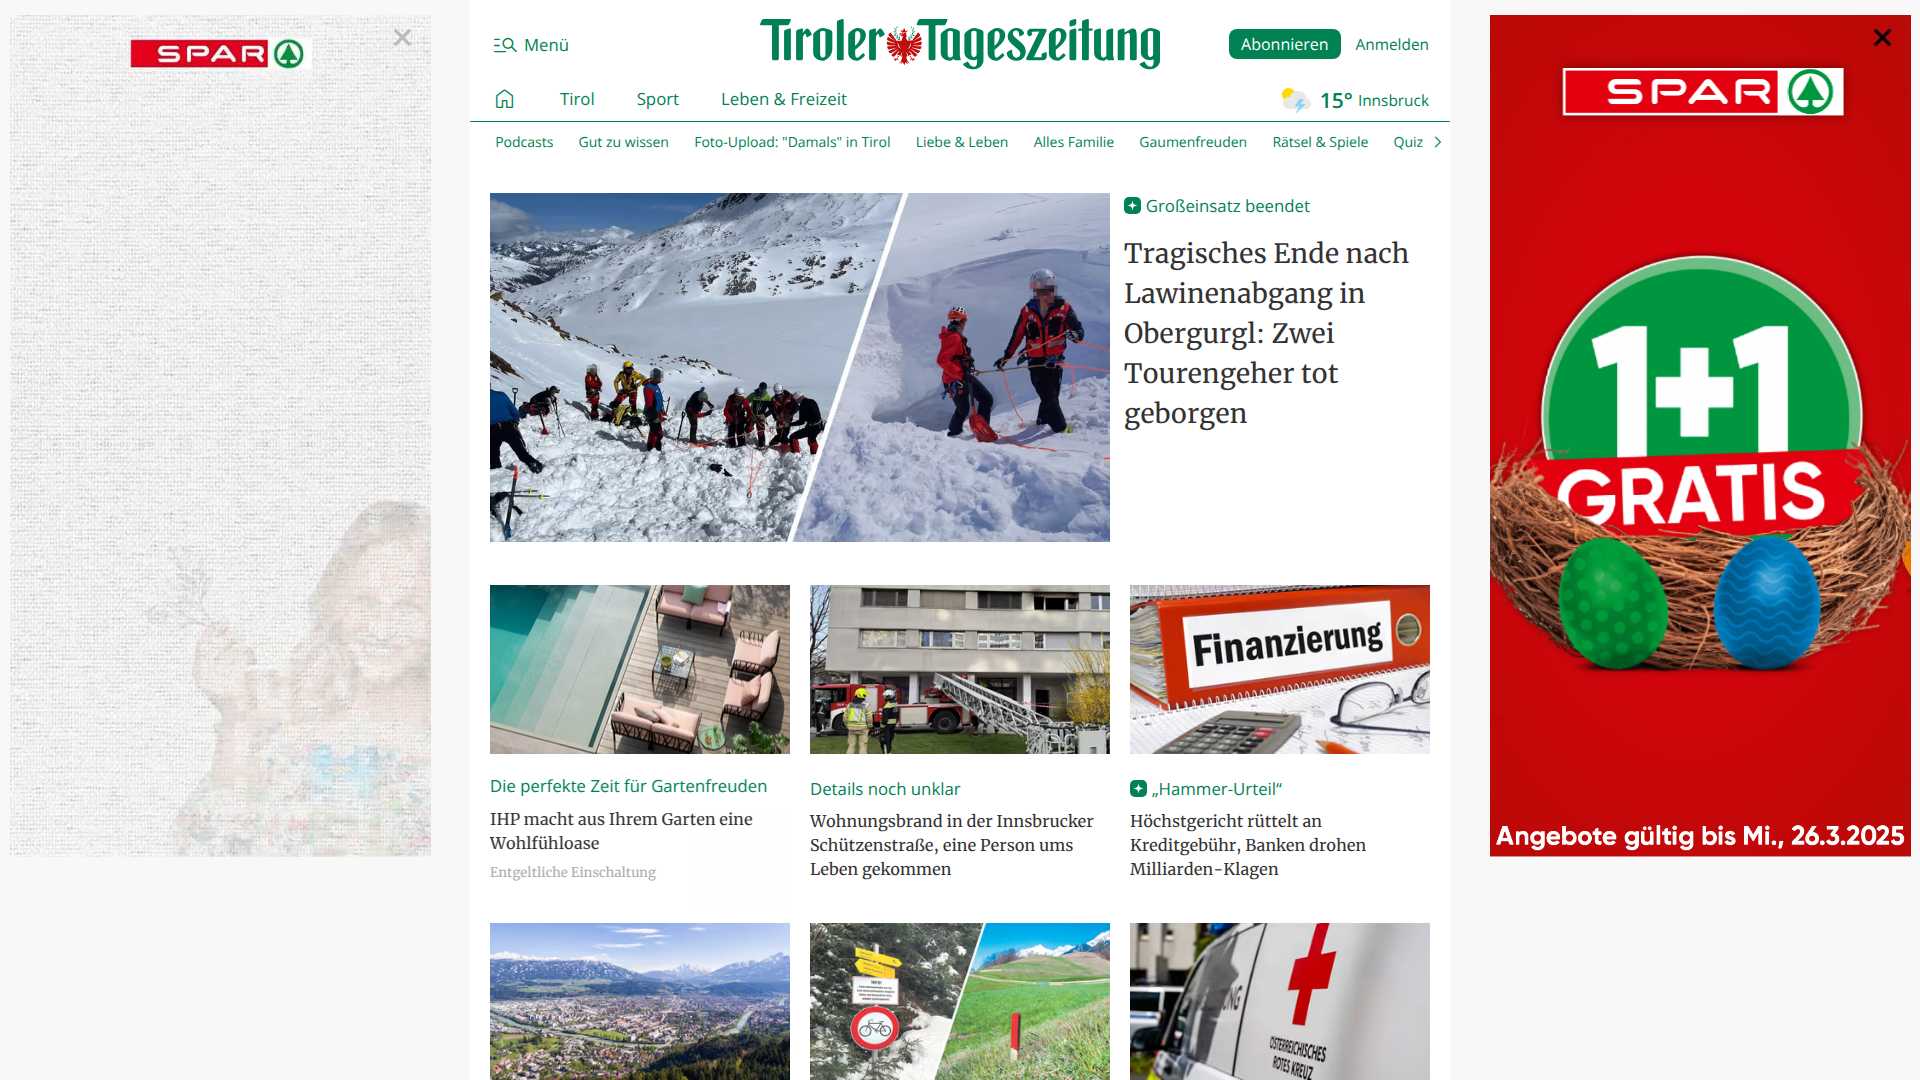 SPAR
Menü
Tiroler Tageszeitung
Abonnieren
Anmelden
Tirol
Sport
Leben & Freizeit
15° Innsbruck
Podcasts
Gut zu wissen
Foto-Upload: "Damals" in Tirol
Liebe & Leben
Alles Familie
Gaumenfreuden
Rätsel & Spiele
Quiz
Großeinsatz beendet
Tragisches Ende nach
Lawinenabgang in
Obergurgl: Zwei
Tourengeher tot
geborgen
Finanzierung
Die perfekte Zeit für Gartenfreuden
IHP macht aus Ihrem Garten eine
Wohlfühloase
Entgeltliche Einschaltung
Details noch unklar
Wohnungsbrand in der Innsbrucker
Schützenstraße, eine Person ums
Leben gekommen
„Hammer-Urteil“
Höchstgericht rüttelt an
Kreditgebühr, Banken drohen
Milliarden-Klagen
ÖSTERREICHISCHES
ROTES KREUZ
SPAR
1+1
GRATIS
Angebote gültig bis Mi., 26.3.2025